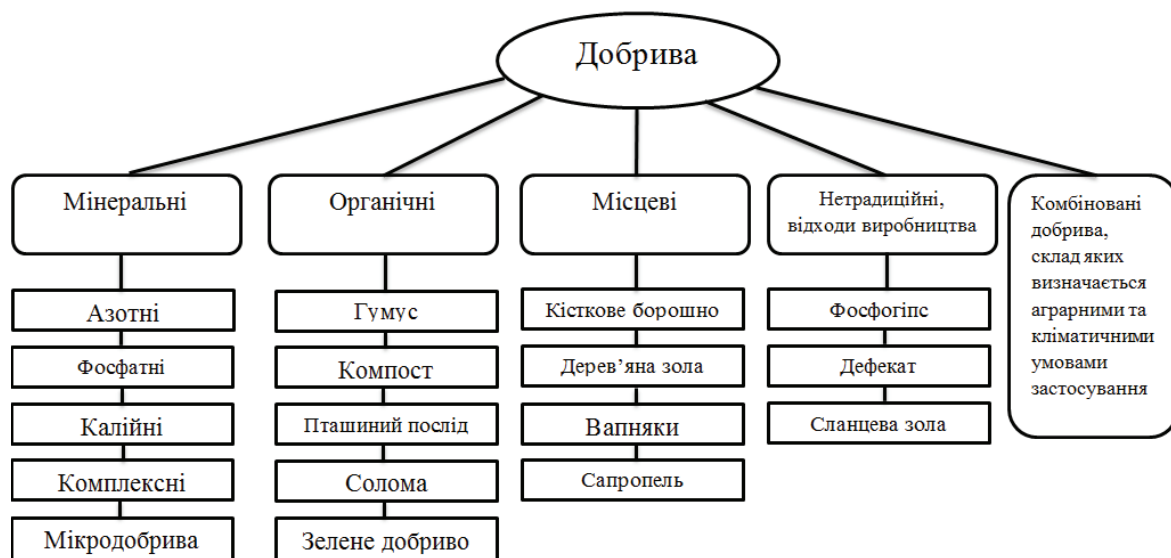 Добрива
Мінеральні
Органічні
Місцеві
Нетрадиційні,
відходи виробництва
Комбіновані
добрива,
склад яких
визначається
аграрними та
кліматичними
умовами
застосування
Азотні
Фосфатні
Калійні
Комплексні
Мікродобрива
Гумус
Компост
Пташиний послід
Солома
Зелене добриво
Кісткове борошно
Дерев’яна зола
Вапняки
Сапропель
Фосфогіпс
Дефекат
Сланцева зола